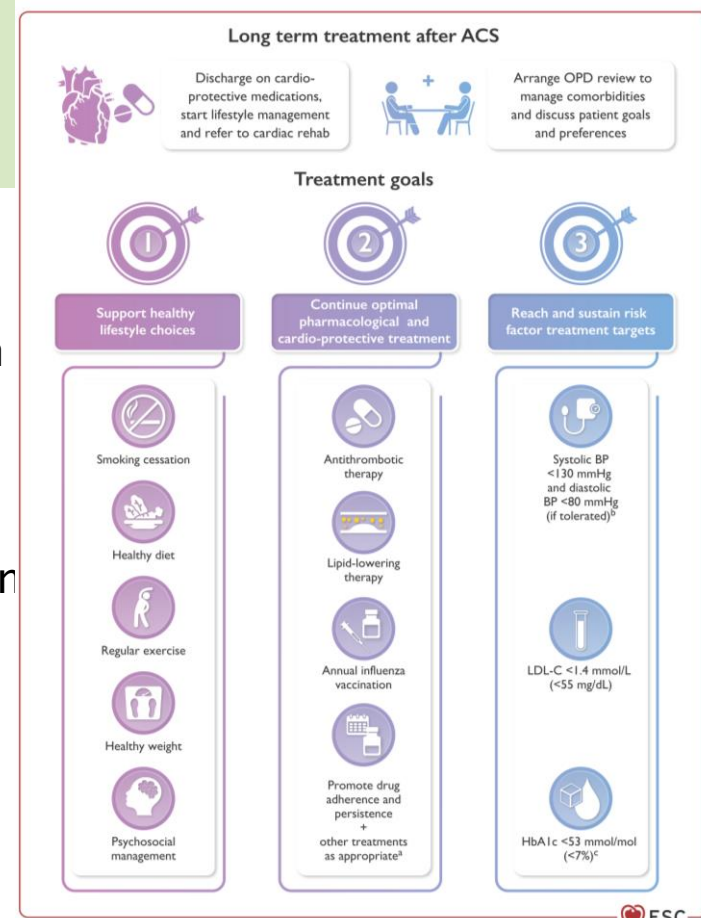 Long term treatment after ACS
Discharge on cardio-
protective medications,
start lifestyle management
and refer to cardiac rehab
+
Arrange OPD review to
manage comorbidities
and discuss patient goals
and preferences
Treatment goals
1
Support healthy
lifestyle choices
Smoking cessation
Healthy diet
Regular exercise
Healthy weight
Psychosocial
management
2
Continue optimal
pharmacological and
cardio-protective treatment
Antithrombotic
therapy
Lipid-lowering
therapy
Annual influenza
vaccination
Promote drug
adherence and
persistence
+
other treatments
as appropriateᵃ
3
Reach and sustain risk
factor treatment targets
Systolic BP
<130 mmHg
and diastolic
BP <80 mmHg
(if tolerated)ᵇ
LDL-C <1.4 mmol/L
(<55 mg/dL)
HbA1c <53 mmol/mol
(<7%)ᶜ
ESC